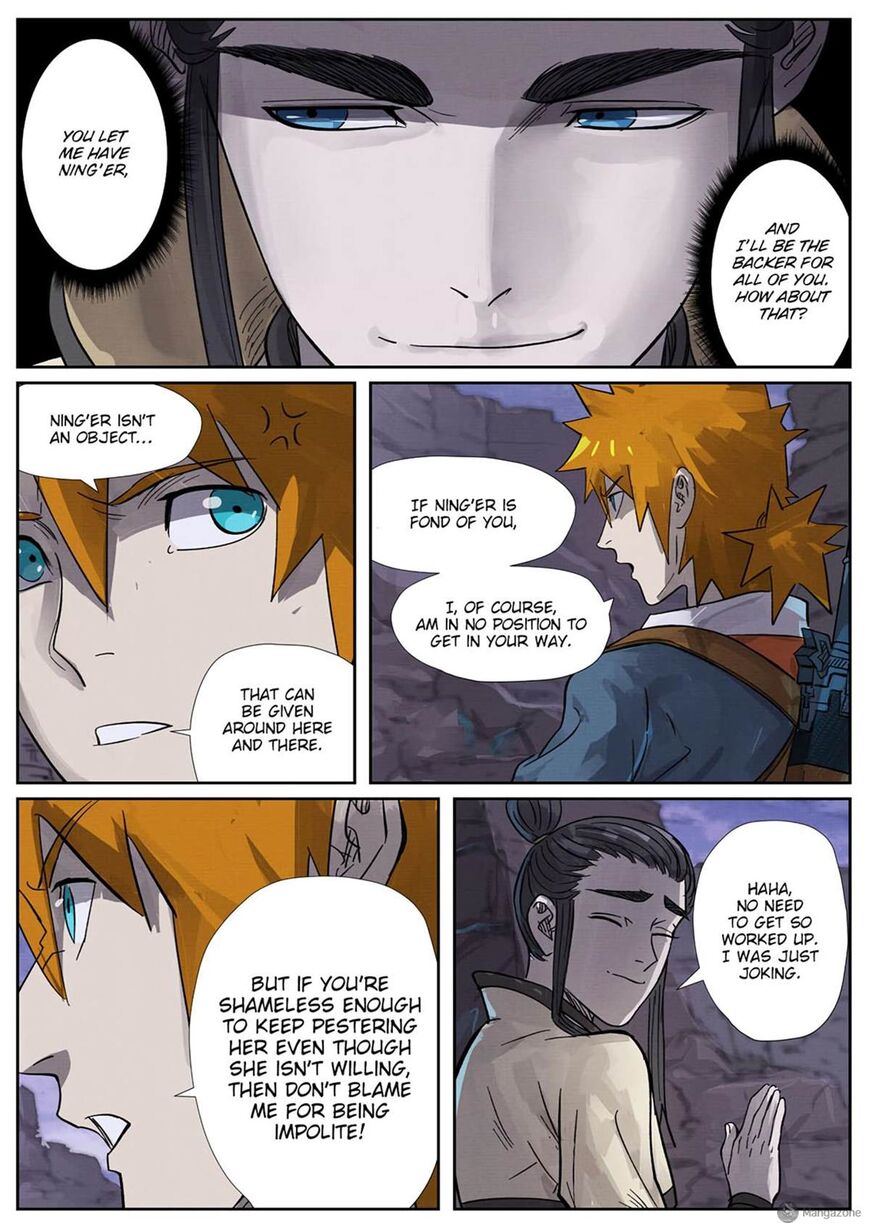 YOU LET
ME HAVE
NING'ER,
AND
I'LL BE THE
BACKER FOR
ALL OF YOU.
HOW ABOUT
THAT?
NING'ER ISN'T
AN OBJECT...
THAT CAN
BE GIVEN
AROUND HERE
AND THERE.
IF NING'ER IS
FOND OF YOU,
I, OF COURSE,
AM IN NO POSITION TO
GET IN YOUR WAY.
BUT IF YOU'RE
SHAMELESS ENOUGH
TO KEEP PESTERING
HER EVEN THOUGH
SHE ISN'T WILLING,
THEN DON'T BLAME
ME FOR BEING
IMPOLITE!
HAHA,
NO NEED
TO GET SO
WORKED UP.
I WAS JUST
JOKING.
Mangazone